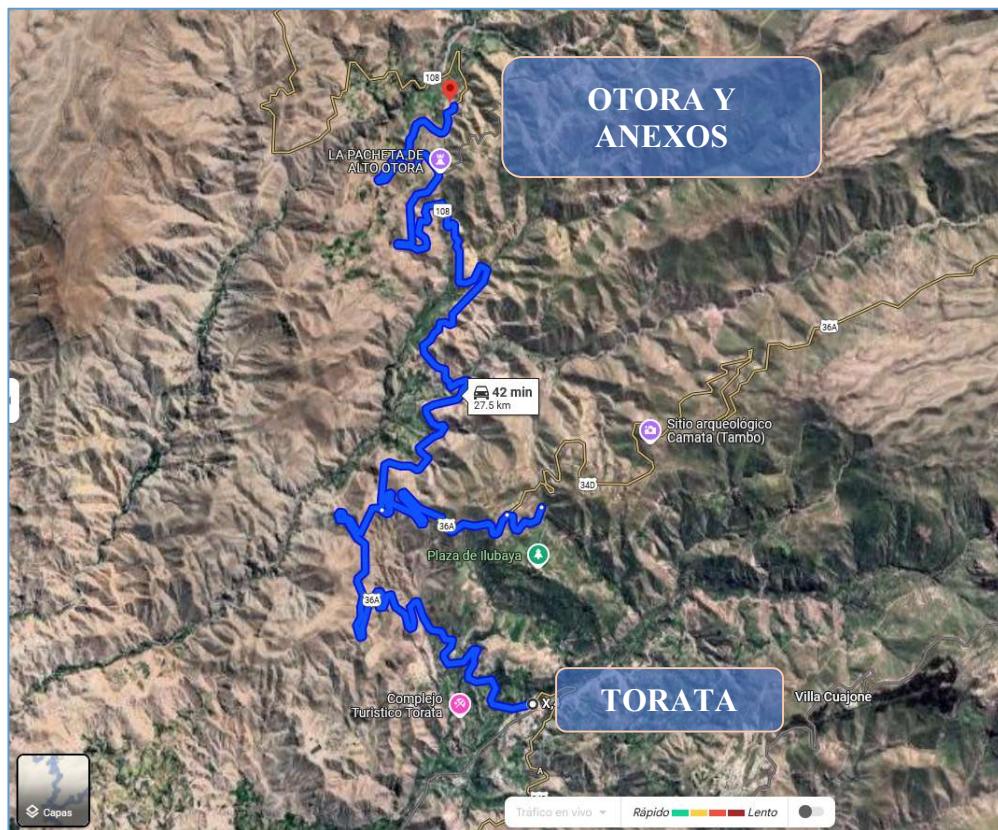 108
OTORA Y
ANEXOS
LA PACHETA DE
ALTO OTORA
108
36A
42 min
27.5 km
Sitio arqueológico
Camata (Tambo)
34D
36A
Plaza de Ilubaya
36A
Complejo
Turístico Torata
X
TORATA
Villa Cuajone
Capas
Tráfico en vivo
Rápido
Lento